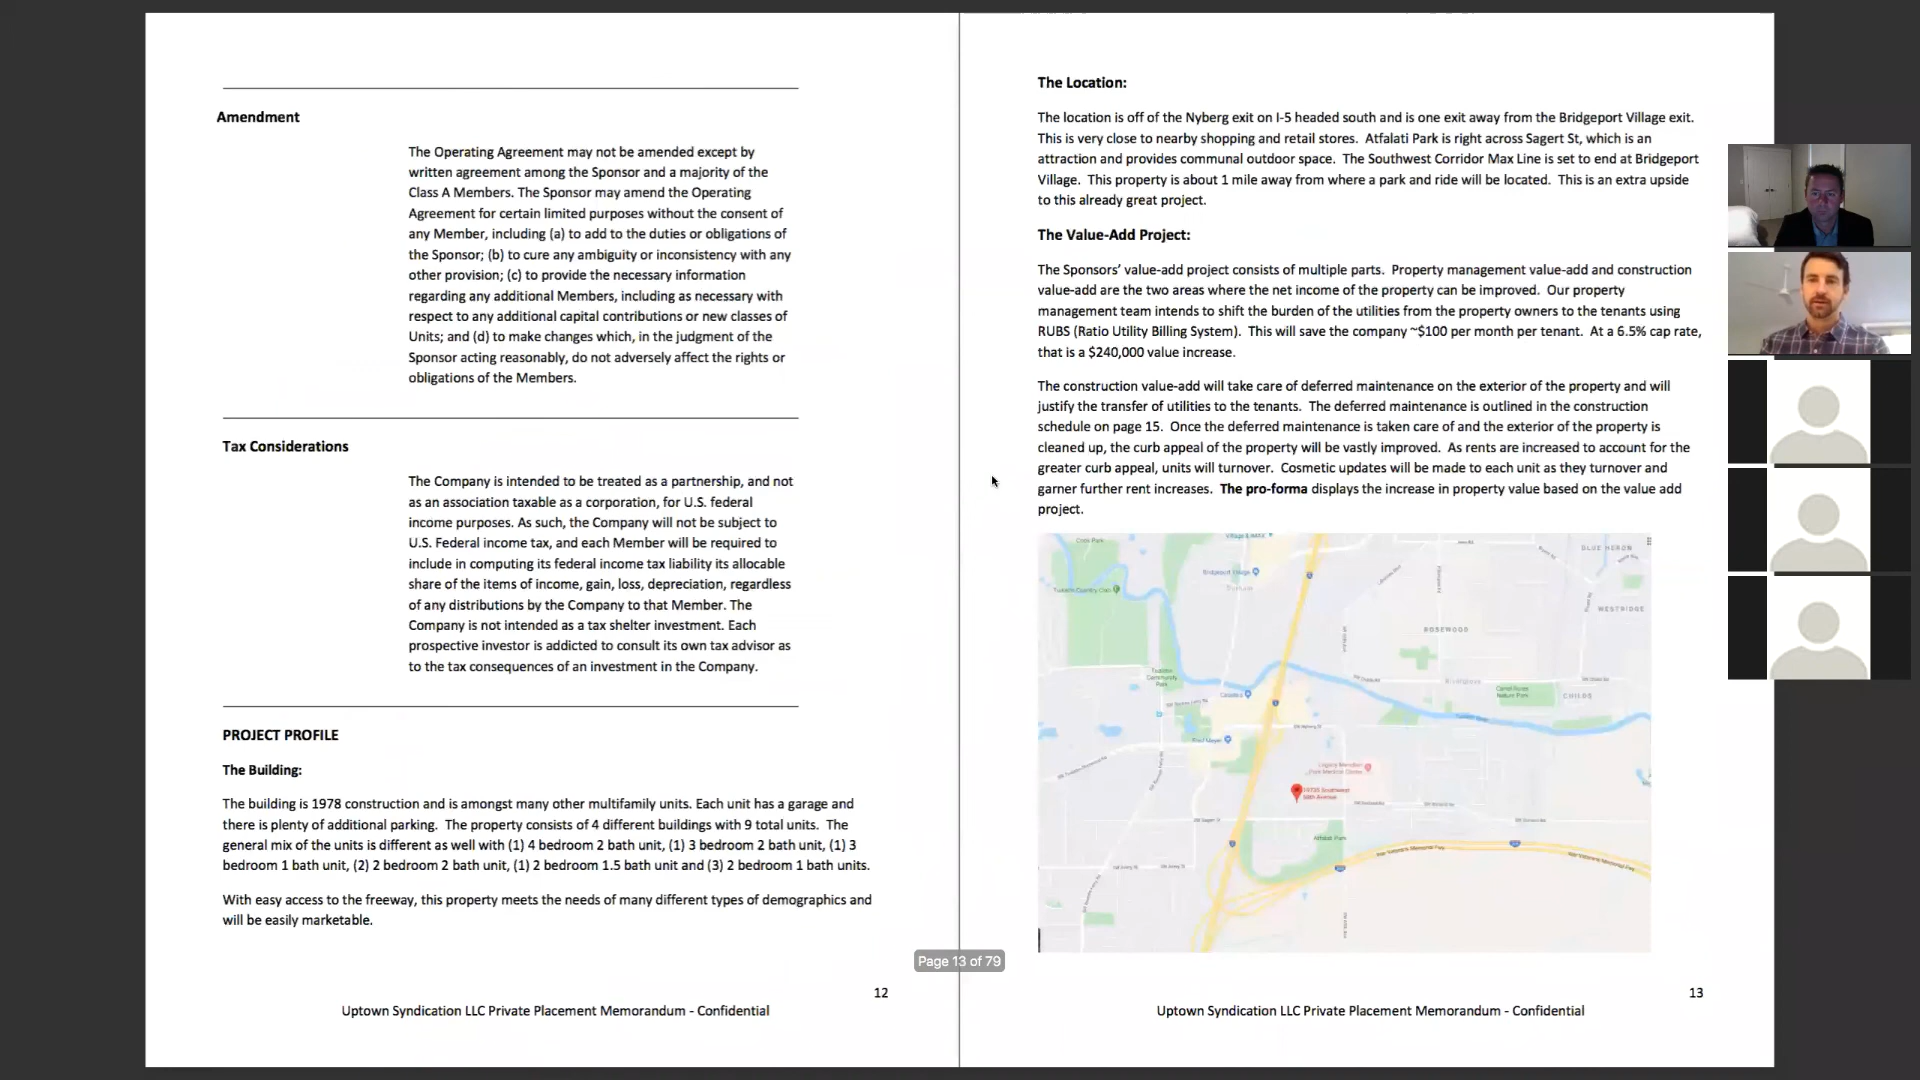 Amendment
The Operating Agreement may not be amended except by
written agreement among the Sponsor and a majority of the
Class A Members. The Sponsor may amend the Operating
Agreement for certain limited purposes without the consent of
any Member, including (a) to add to the duties or obligations of
the Sponsor; (b) to cure any ambiguity or inconsistency with any
other provision; (c) to provide the necessary information
regarding any additional Members, including as necessary with
respect to any additional capital contributions or new classes of
Units; and (d) to make changes which, in the judgment of the
Sponsor acting reasonably, do not adversely affect the rights or
obligations of the Members.
Tax Considerations
The Company is intended to be treated as a partnership, and not
as an association taxable as a corporation, for U.S. federal
income purposes. As such, the Company will not be subject to
U.S. Federal income tax, and each Member will be required to
include in computing its federal income tax liability its allocable
share of the items of income, gain, loss, depreciation, regardless
of any distributions by the Company to that Member. The
Company is not intended as a tax shelter investment. Each
prospective investor is addicted to consult its own tax advisor as
to the tax consequences of an investment in the Company.
PROJECT PROFILE
The Building:
The building is 1978 construction and is amongst many other multifamily units. Each unit has a garage and
there is plenty of additional parking. The property consists of 4 different buildings with 9 total units. The
general mix of the units is different as well with (1) 4 bedroom 2 bath unit, (1) 3 bedroom 2 bath unit, (1) 3
bedroom 1 bath unit, (2) 2 bedroom 2 bath unit, (1) 2 bedroom 1.5 bath unit and (3) 2 bedroom 1 bath units.
With easy access to the freeway, this property meets the needs of many different types of demographics and
will be easily marketable.
12
Uptown Syndication LLC Private Placement Memorandum - Confidential
Page 13 of 79
The Location:
The location is off of the Nyberg exit on I-5 headed south and is one exit away from the Bridgeport Village exit.
This is very close to nearby shopping and retail stores. Atfalati Park is right across Sagert St, which is an
attraction and provides communal outdoor space. The Southwest Corridor Max Line is set to end at Bridgeport
Village. This property is about 1 mile away from where a park and ride will be located. This is an extra upside
to this already great project.
The Value-Add Project:
The Sponsors' value-add project consists of multiple parts. Property management value-add and construction
value-add are the two areas where the net income of the property can be improved. Our property
management team intends to shift the burden of the utilities from the property owners to the tenants using
RUBS (Ratio Utility Billing System). This will save the company ~$100 per month per tenant. At a 6.5% cap rate,
that is a $240,000 value increase.
The construction value-add will take care of deferred maintenance on the exterior of the property and will
justify the transfer of utilities to the tenants. The deferred maintenance is outlined in the construction
schedule on page 15. Once the deferred maintenance is taken care of and the exterior of the property is
cleaned up, the curb appeal of the property will be vastly improved. As rents are increased to account for the
greater curb appeal, units will turnover. Cosmetic updates will be made to each unit as they turnover and
garner further rent increases. The pro-forma displays the increase in property value based on the value add
project.
Cook Park
BLUE HERON
Bridgeport Village
Tualatin Country Club
WESTRIDGE
ROSEWOOD
Tualatin
Community
Park
Rivergrove
CHILDS
Fred Meyer
Legacy Meridian
Park Medical Center
Atfalati Park
13
Uptown Syndication LLC Private Placement Memorandum - Confidential